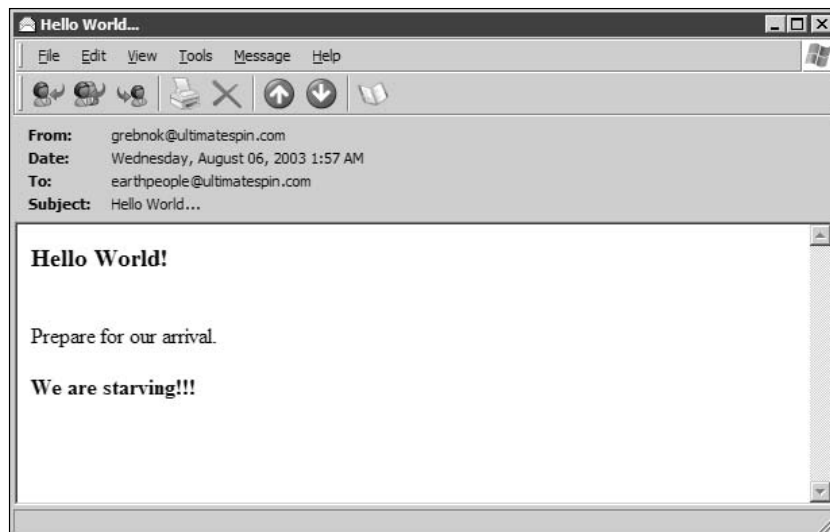 Hello World...
File Edit View Tools Message Help
From: grebnok@ultimatespin.com
Date: Wednesday, August 06, 2003 1:57 AM
To: earthpeople@ultimatespin.com
Subject: Hello World...
Hello World!
Prepare for our arrival.
We are starving!!!